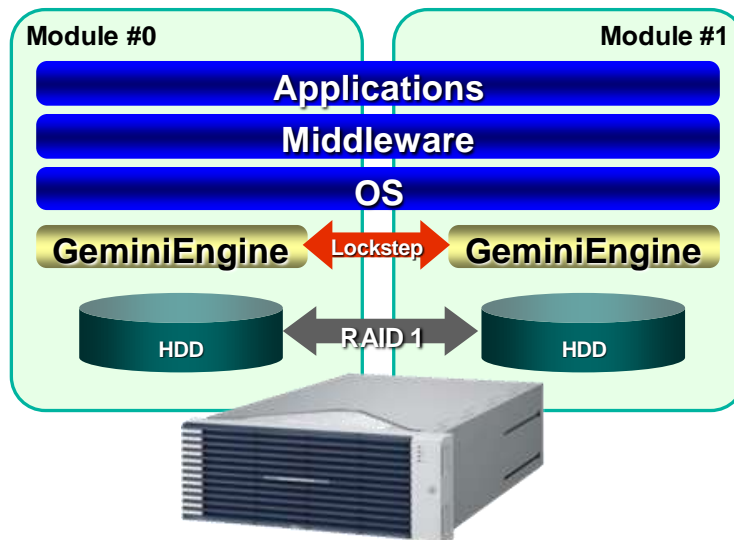 Module #0
Module #1
Applications
Middleware
OS
GeminiEngine
Lockstep
GeminiEngine
HDD
RAID 1
HDD